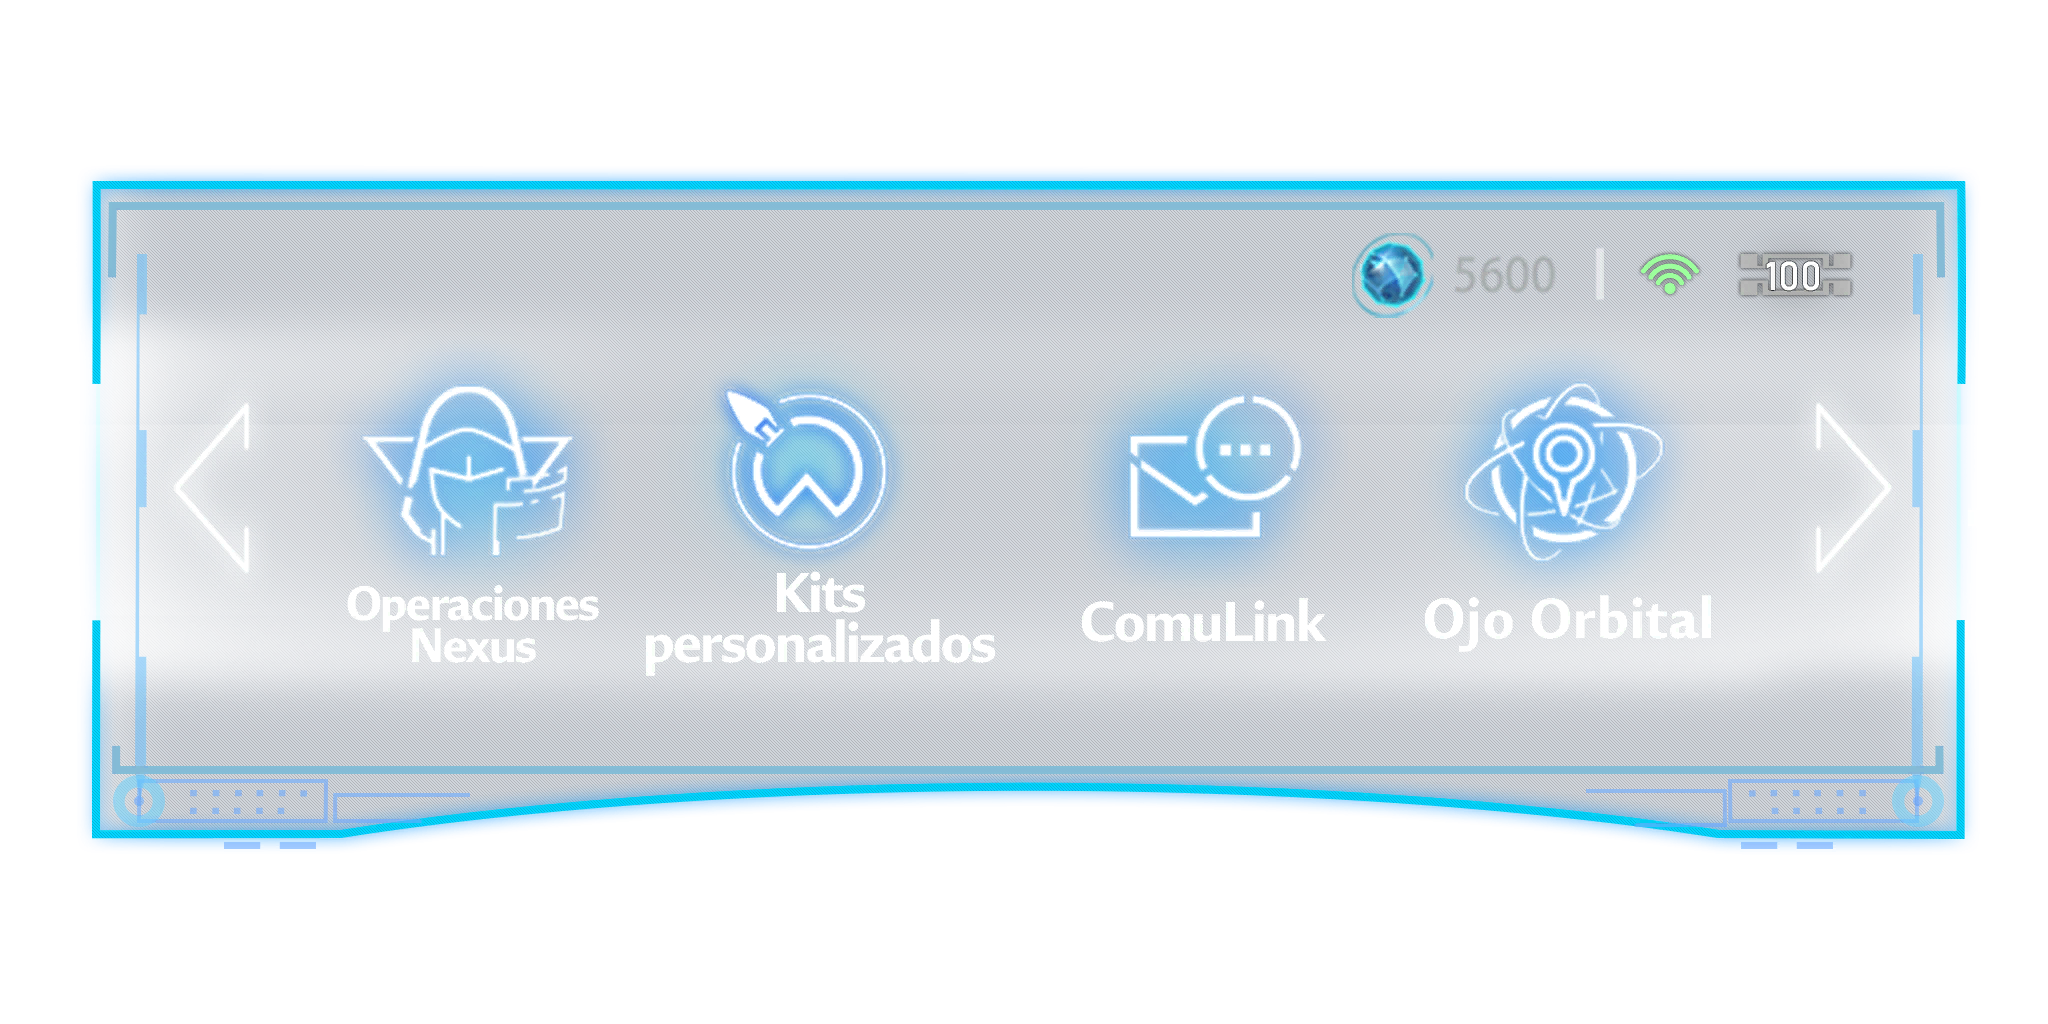 5600
100
Operaciones
Nexus
Kits
personalizados
ComuLink
Ojo Orbital